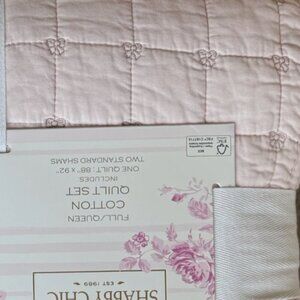 SHABBY CHIC
EST 1989
FULL/QUEEN
COTTON
QUILT SET
INCLUDES:
ONE QUILT: 88" X 92"
TWO STANDARD SHAMS